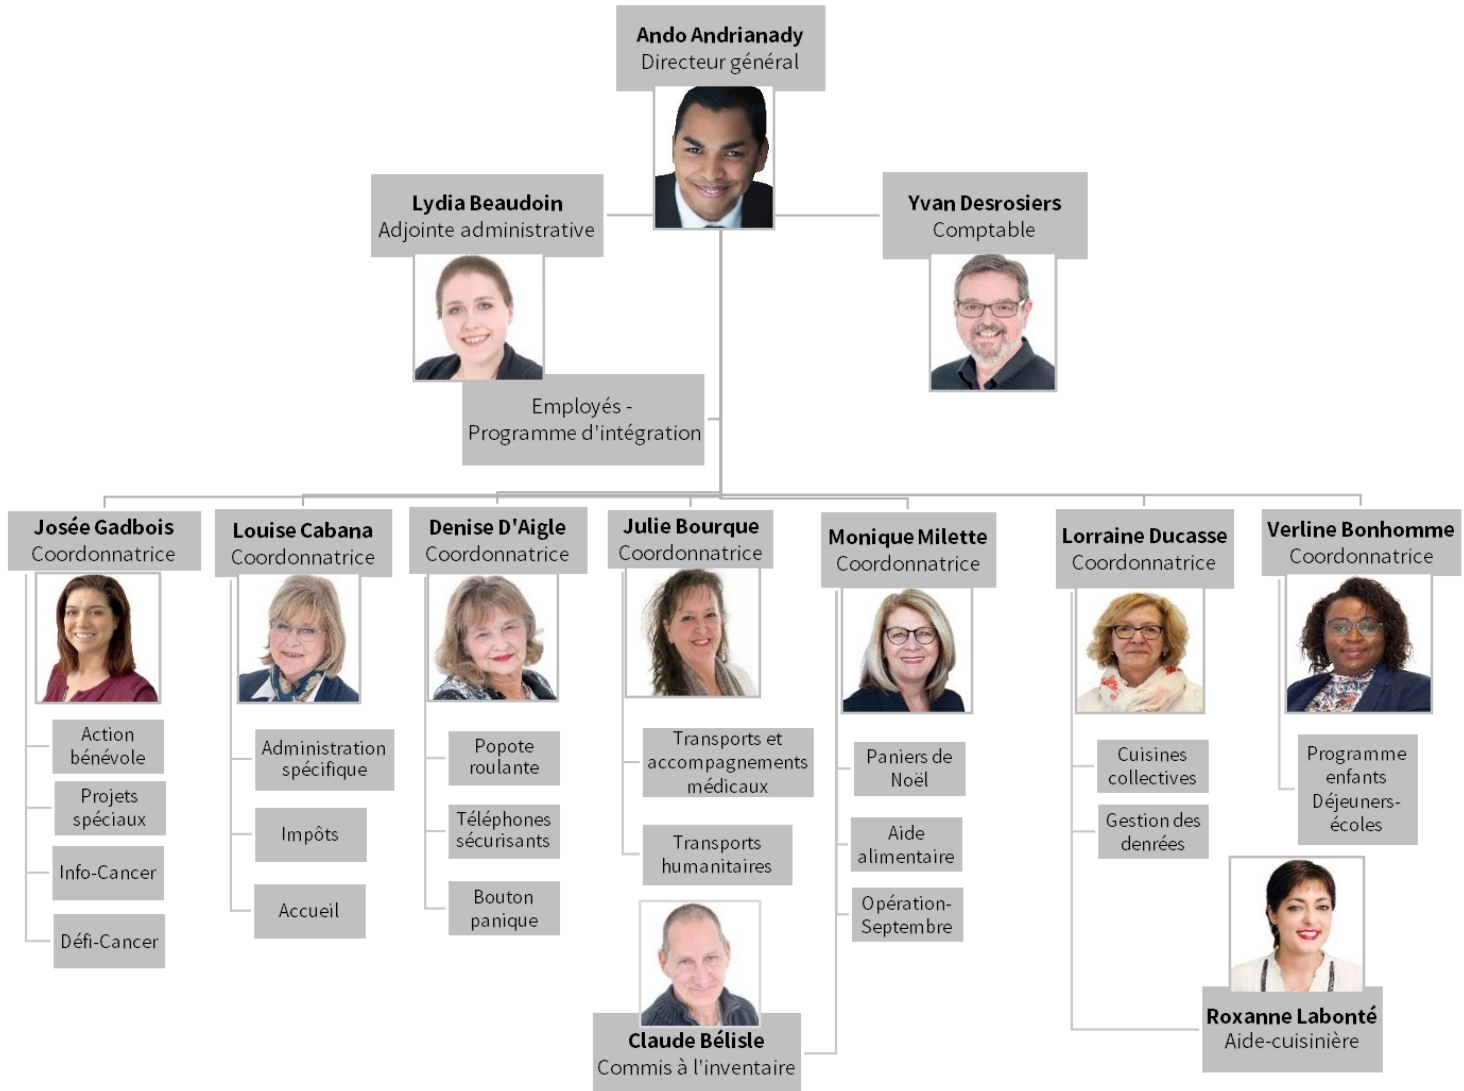 Ando Andrianady
Directeur général
Lydia Beaudoin
Adjointe administrative
Yvan Desrosiers
Comptable
Employés -
Programme d'intégration
Josée Gadbois
Coordonnatrice
Action
bénévole
Projets
spéciaux
Info-Cancer
Défi-Cancer
Louise Cabana
Coordonnatrice
Administration
spécifique
Impôts
Accueil
Denise D'Aigle
Coordonnatrice
Popote
roulante
Téléphones
sécurisants
Bouton
panique
Julie Bourque
Coordonnatrice
Transports et
accompagnements
médicaux
Transports
humanitaires
Monique Milette
Coordonnatrice
Paniers de
Noël
Aide
alimentaire
Opération-
Septembre
Claude Bélisle
Commis à l'inventaire
Lorraine Ducasse
Coordonnatrice
Cuisines
collectives
Gestion des
denrées
Roxanne Labonté
Aide-cuisinière
Verline Bonhomme
Coordonnatrice
Programme
enfants
Déjeuners-
écoles